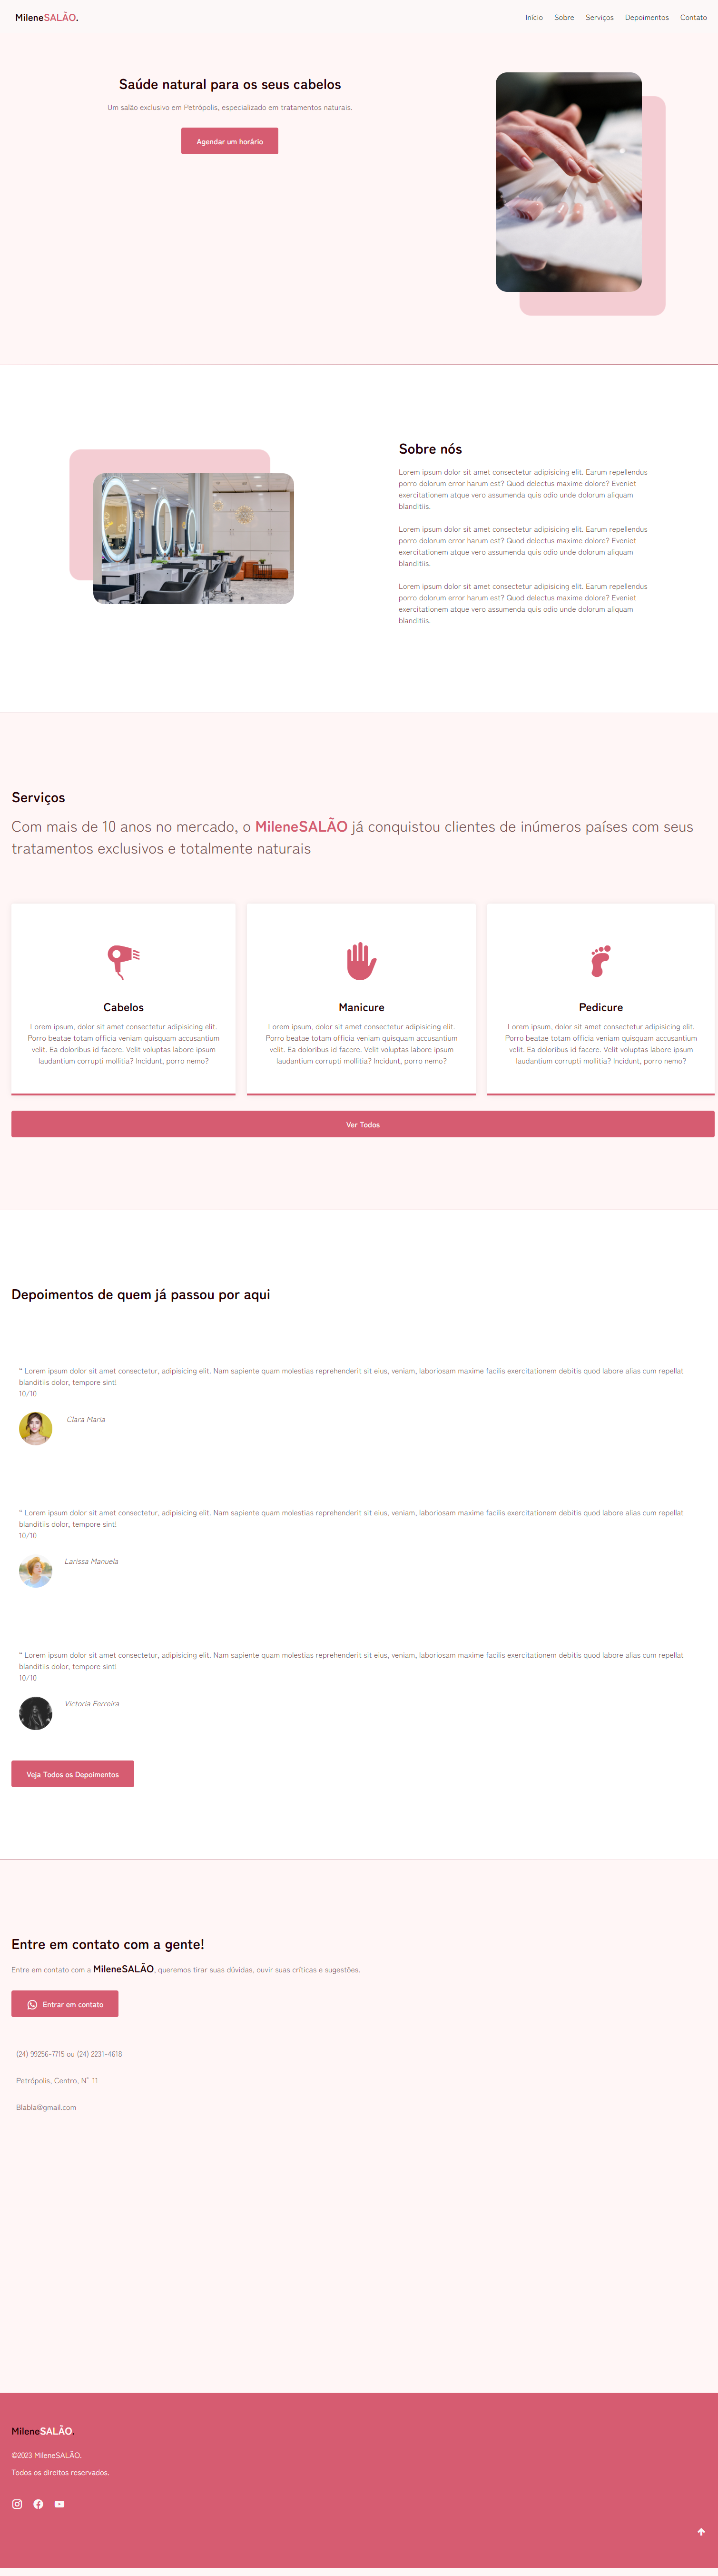 MileneSALÃO.
Início Sobre Serviços Depoimentos Contato
Saúde natural para os seus cabelos
Um salão exclusivo em Petrópolis, especializado em tratamentos naturais.
Agendar um horário
Sobre nós
Lorem ipsum dolor sit amet consectetur adipisicing elit. Earum repellendus
porro dolorum error harum est? Quod delectus maxime dolore? Eveniet
exercitationem atque vero assumenda quis odio unde dolorum aliquam
blanditiis.
Lorem ipsum dolor sit amet consectetur adipisicing elit. Earum repellendus
porro dolorum error harum est? Quod delectus maxime dolore? Eveniet
exercitationem atque vero assumenda quis odio unde dolorum aliquam
blanditiis.
Lorem ipsum dolor sit amet consectetur adipisicing elit. Earum repellendus
porro dolorum error harum est? Quod delectus maxime dolore? Eveniet
exercitationem atque vero assumenda quis odio unde dolorum aliquam
blanditiis.
Serviços
Com mais de 10 anos no mercado, o MileneSALÃO já conquistou clientes de inúmeros países com seus
tratamentos exclusivos e totalmente naturais
Cabelos
Lorem ipsum, dolor sit amet consectetur adipisicing elit.
Porro beatae totam officia veniam quisquam accusantium
velit. Ea doloribus id facere. Velit voluptas labore ipsum
laudantium corrupti mollitia? Incidunt, porro nemo?
Manicure
Lorem ipsum, dolor sit amet consectetur adipisicing elit.
Porro beatae totam officia veniam quisquam accusantium
velit. Ea doloribus id facere. Velit voluptas labore ipsum
laudantium corrupti mollitia? Incidunt, porro nemo?
Pedicure
Lorem ipsum, dolor sit amet consectetur adipisicing elit.
Porro beatae totam officia veniam quisquam accusantium
velit. Ea doloribus id facere. Velit voluptas labore ipsum
laudantium corrupti mollitia? Incidunt, porro nemo?
Ver Todos
Depoimentos de quem já passou por aqui
“ Lorem ipsum dolor sit amet consectetur, adipisicing elit. Nam sapiente quam molestias reprehenderit sit eius, veniam, laboriosam maxime facilis exercitationem debitis quod labore alias cum repellat
blanditiis dolor, tempore sint!
10/10
Clara Maria
“ Lorem ipsum dolor sit amet consectetur, adipisicing elit. Nam sapiente quam molestias reprehenderit sit eius, veniam, laboriosam maxime facilis exercitationem debitis quod labore alias cum repellat
blanditiis dolor, tempore sint!
10/10
Larissa Manuela
“ Lorem ipsum dolor sit amet consectetur, adipisicing elit. Nam sapiente quam molestias reprehenderit sit eius, veniam, laboriosam maxime facilis exercitationem debitis quod labore alias cum repellat
blanditiis dolor, tempore sint!
10/10
Victoria Ferreira
Veja Todos os Depoimentos
Entre em contato com a gente!
Entre em contato com a MileneSALÃO, queremos tirar suas dúvidas, ouvir suas críticas e sugestões.
Entrar em contato
(24) 99256-7715 ou (24) 2231-4618
Petrópolis, Centro, N° 11
Blabla@gmail.com
MileneSALÃO.
©2023 MileneSALÃO.
Todos os direitos reservados.